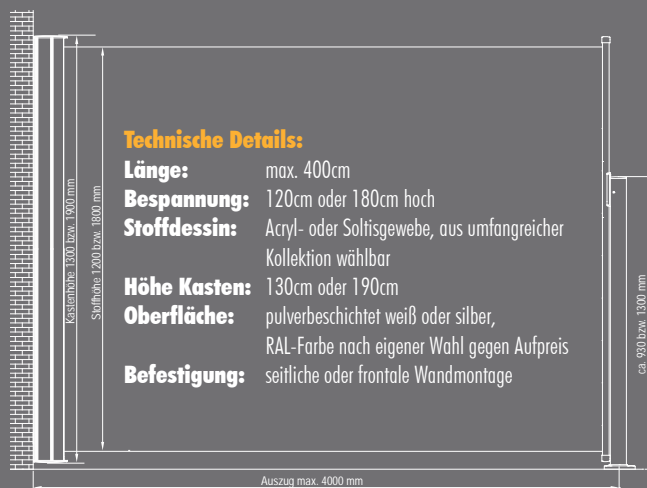 Technische Details:
Länge: max. 400cm
Bespannung: 120cm oder 180cm hoch
Stoffdessin: Acryl- oder Soltisgewebe, aus umfangreicher
Kollektion wählbar
Höhe Kasten: 130cm oder 190cm
Oberfläche: pulverbeschichtet weiß oder silber,
RAL-Farbe nach eigener Wahl gegen Aufpreis
Befestigung: seitliche oder frontale Wandmontage
Kastenhöhe 1300 bzw. 1900 mm
Stoffhöhe 1200 bzw. 1800 mm
ca. 930 bzw. 1300 mm
Auszug max. 4000 mm